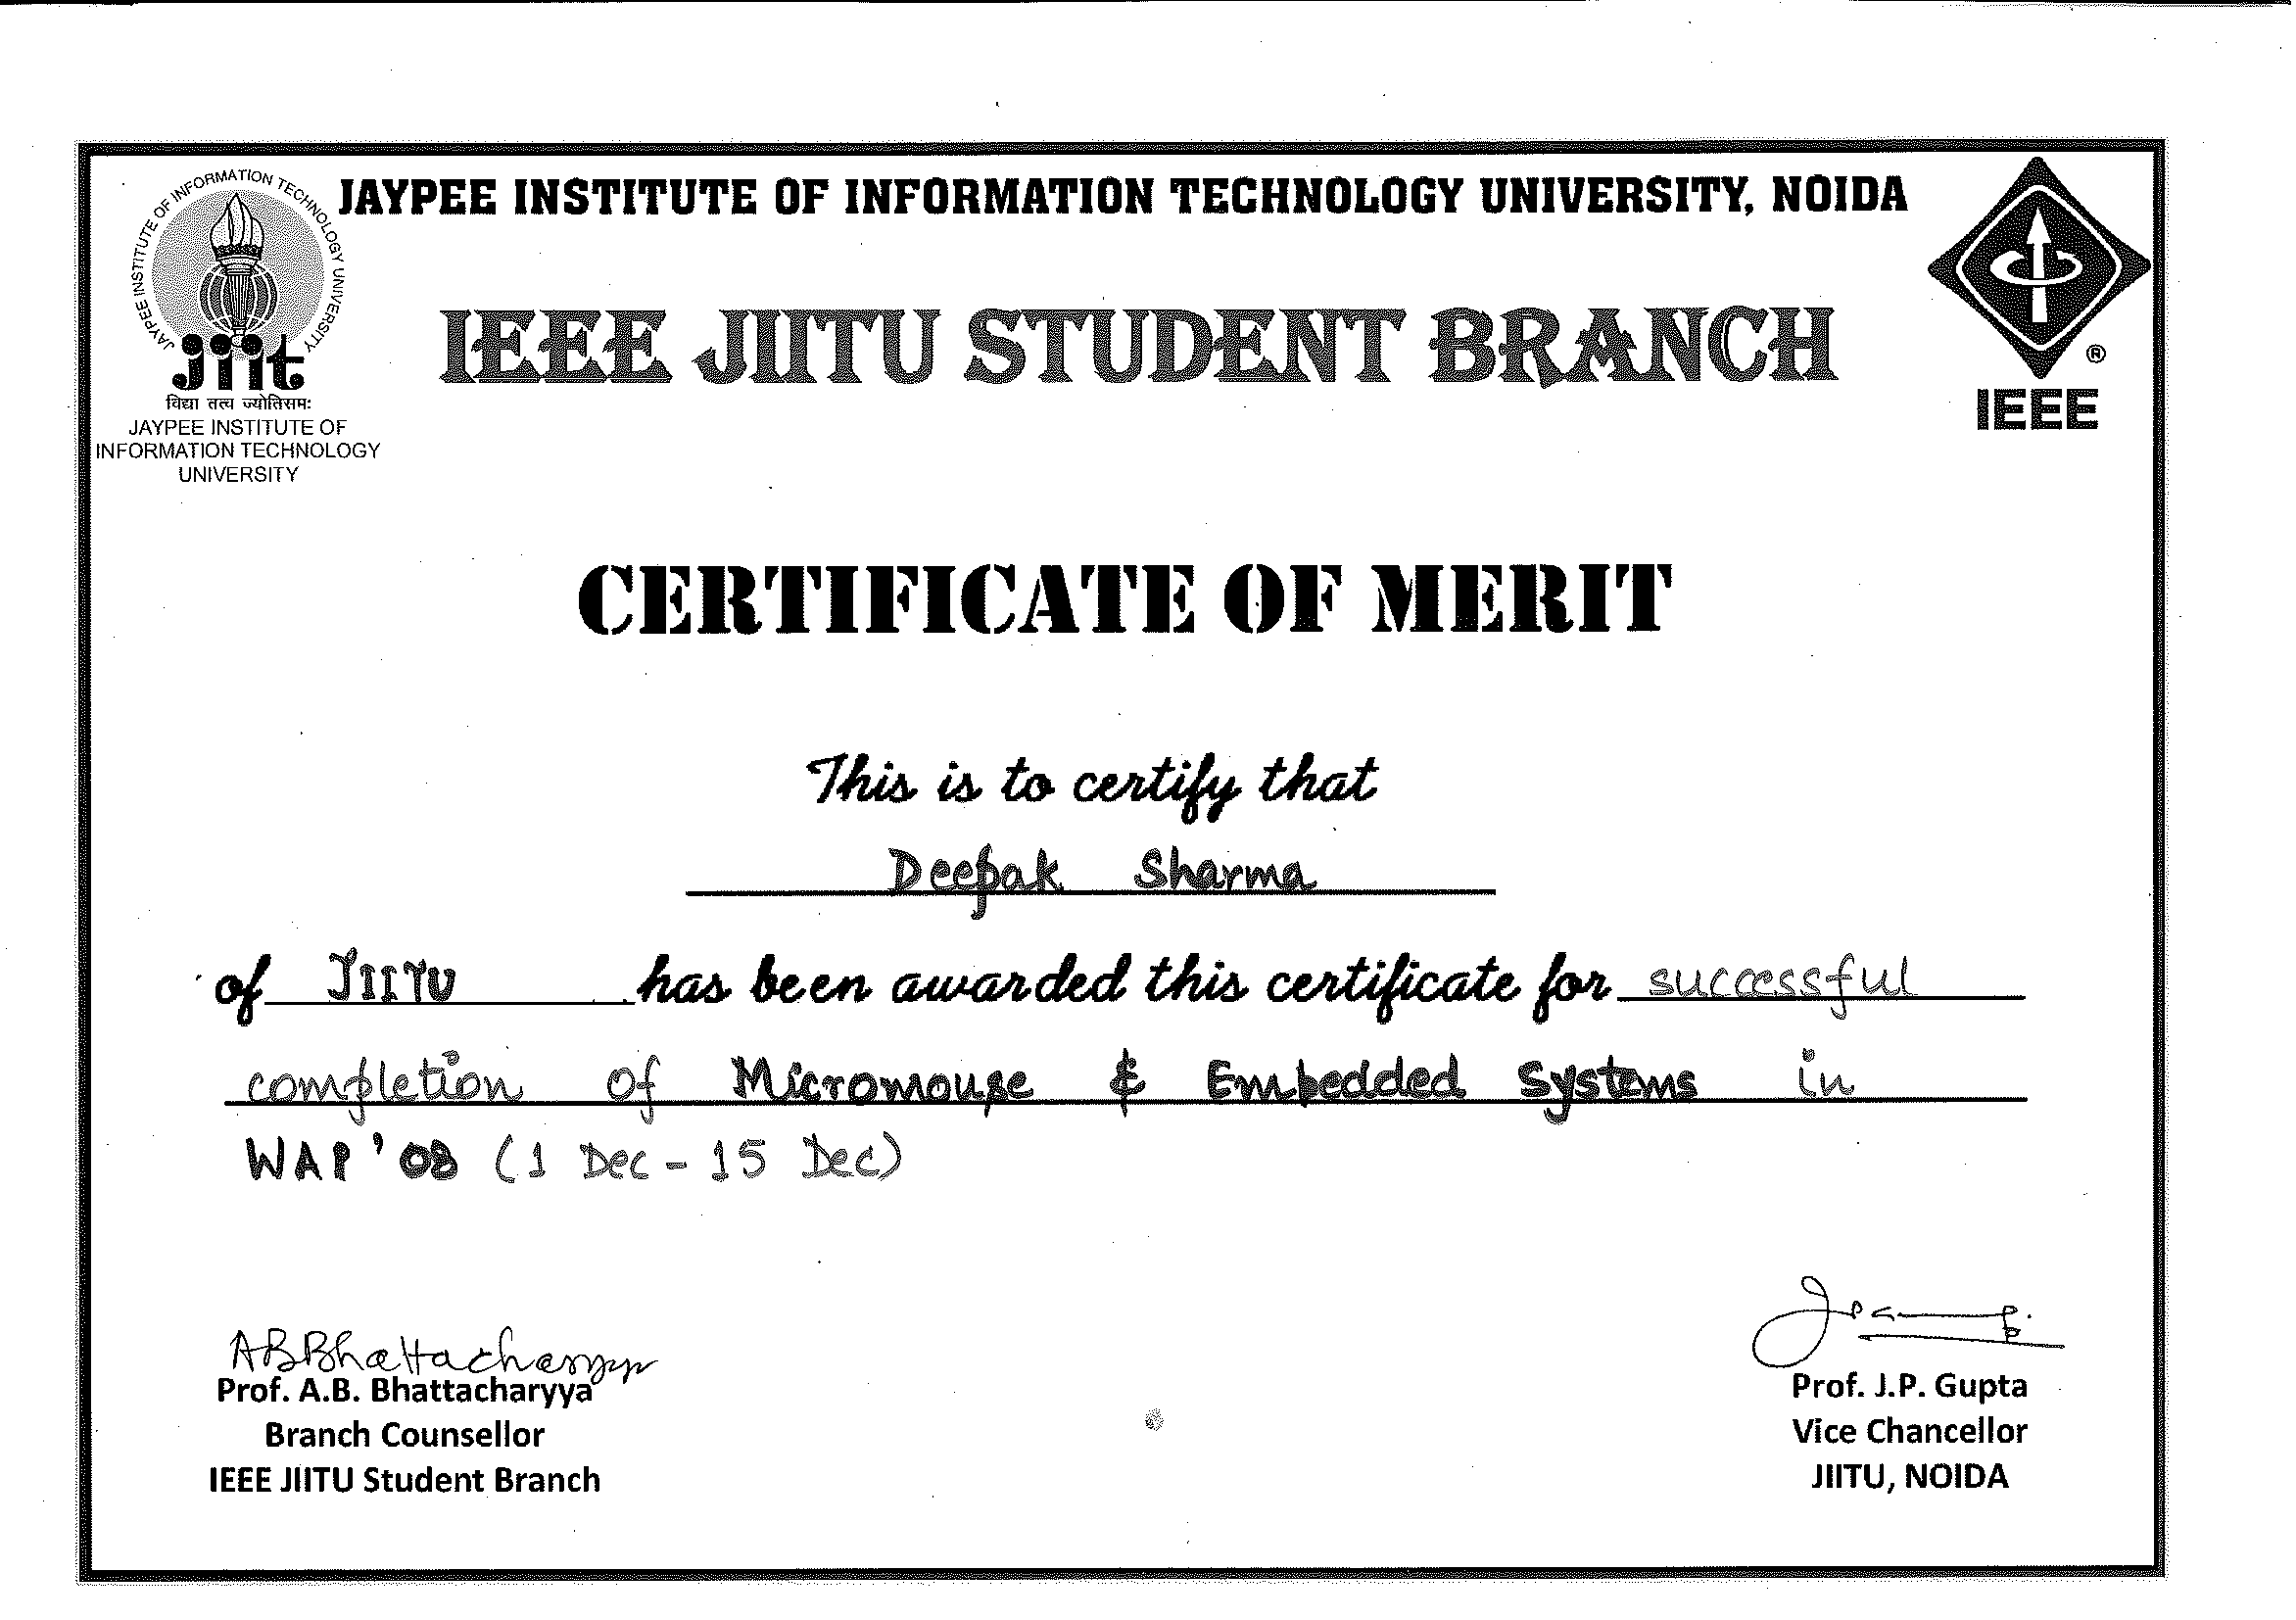 JAYPEE INSTITUTE OF INFORMATION TECHNOLOGY UNIVERSITY, NOIDA
JAYPEE INSTITUTE OF INFORMATION TECHNOLOGY UNIVERSITY
jiit
विद्या तत्व ज्योतिसमः
JAYPEE INSTITUTE OF
INFORMATION TECHNOLOGY
UNIVERSITY
IEEE JIITU STUDENT BRANCH
®
IEEE
CERTIFICATE OF MERIT
This is to certify that
Deepak Sharma
of JIITU has been awarded this certificate for successful
completion of Micromouse & Embedded Systems in
WAP '08 (1 Dec - 15 Dec)
ABBhattacharyya
Prof. A.B. Bhattacharyya
Branch Counsellor
IEEE JIITU Student Branch
Prof. J.P. Gupta
Vice Chancellor
JIITU, NOIDA